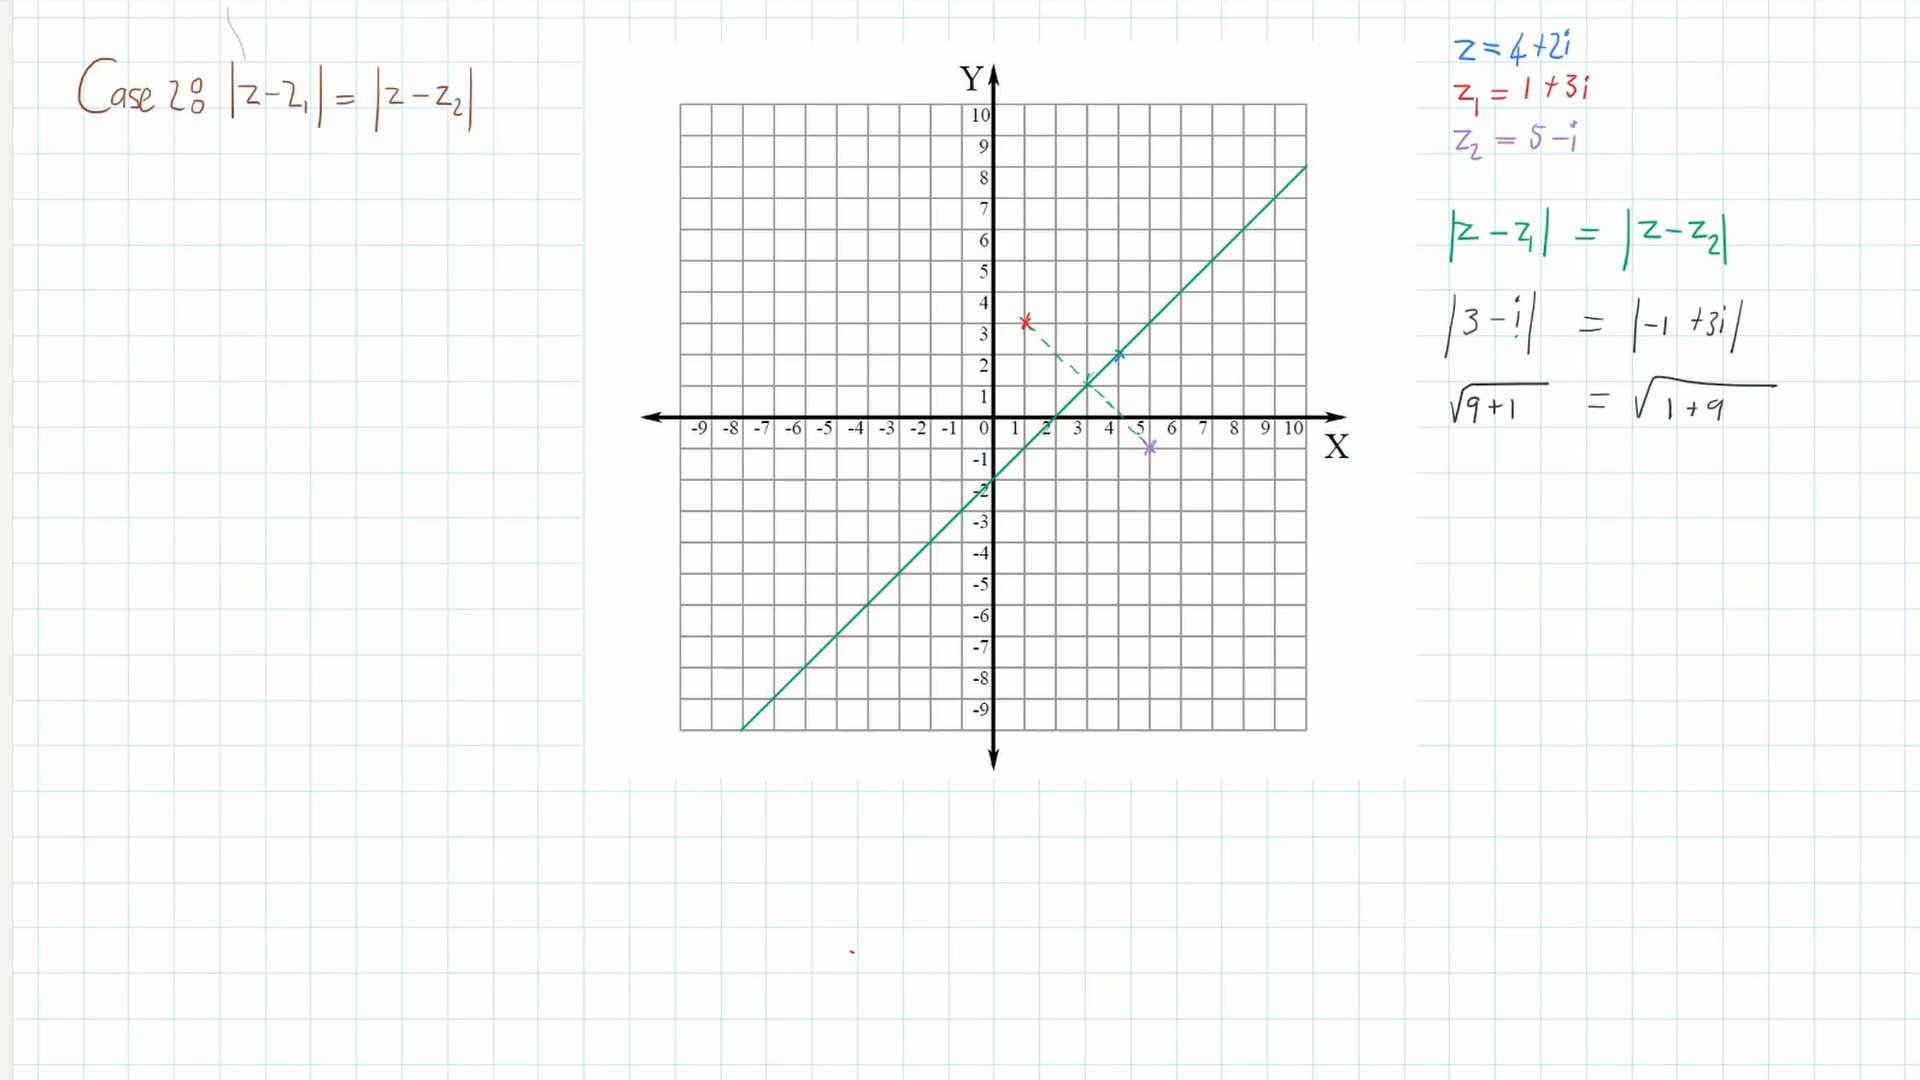 Case 2: |z-z₁| = |z-z₂|
Y
10
9
8
7
6
5
4
3
2
1
-9 -8 -7 -6 -5 -4 -3 -2 -1 0 1 2 3 4 5 6 7 8 9 10
X
-1
-2
-3
-4
-5
-6
-7
-8
-9
z = 4+2i
z₁ = 1+3i
z₂ = 5-i
|z-z₁| = |z-z₂|
|3-i| = |-1+3i|
√9+1 = √1+9